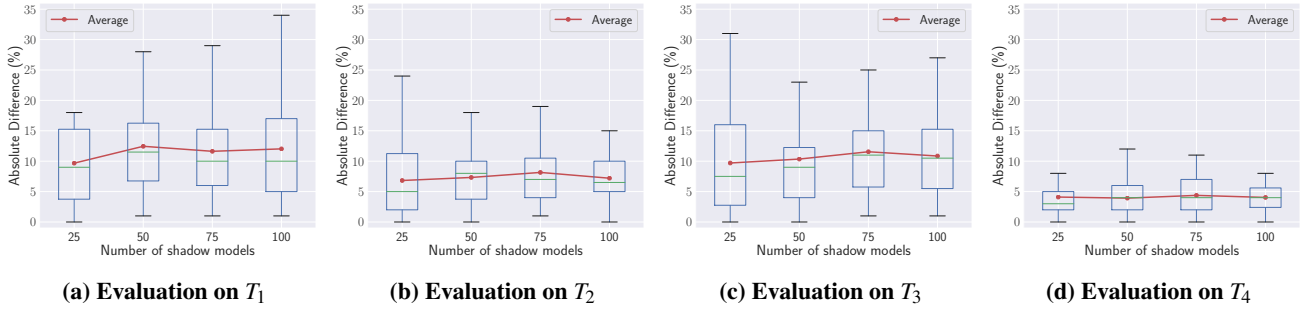 Absolute Difference (%)
35
30
25
20
15
10
5
0
Average
25 50 75 100
Number of shadow models
(a) Evaluation on T₁
Absolute Difference (%)
35
30
25
20
15
10
5
0
Average
25 50 75 100
Number of shadow models
(b) Evaluation on T₂
Absolute Difference (%)
35
30
25
20
15
10
5
0
Average
25 50 75 100
Number of shadow models
(c) Evaluation on T₃
Absolute Difference (%)
35
30
25
20
15
10
5
0
Average
25 50 75 100
Number of shadow models
(d) Evaluation on T₄